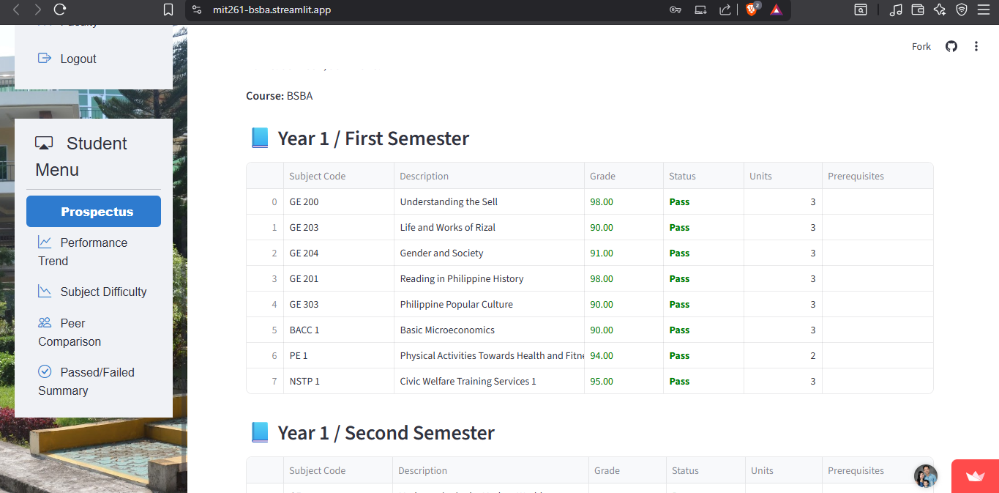 mit261-bsba.streamlit.app
2
Faculty
Logout
Student
Menu
Prospectus
Performance
Trend
Subject Difficulty
Peer
Comparison
Passed/Failed
Summary
Fork
Course: BSBA
Year 1 / First Semester
Subject Code Description Grade Status Units Prerequisites
0 GE 200 Understanding the Sell 98.00 Pass 3
1 GE 203 Life and Works of Rizal 90.00 Pass 3
2 GE 204 Gender and Society 91.00 Pass 3
3 GE 201 Reading in Philippine History 98.00 Pass 3
4 GE 303 Philippine Popular Culture 90.00 Pass 3
5 BACC 1 Basic Microeconomics 90.00 Pass 3
6 PE 1 Physical Activities Towards Health and Fitne 94.00 Pass 2
7 NSTP 1 Civic Welfare Training Services 1 95.00 Pass 3
Year 1 / Second Semester
Subject Code Description Grade Status Units Prerequisites